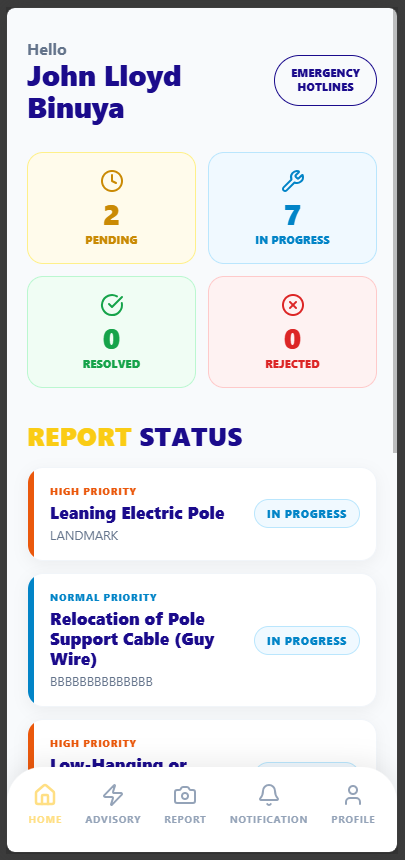 Hello
John Lloyd
Binuya
EMERGENCY
HOTLINES
2
PENDING
7
IN PROGRESS
0
RESOLVED
0
REJECTED
REPORT STATUS
HIGH PRIORITY
Leaning Electric Pole
LANDMARK
IN PROGRESS
NORMAL PRIORITY
Relocation of Pole
Support Cable (Guy
Wire)
BBBBBBBBBBBBBB
IN PROGRESS
HIGH PRIORITY
Low-Hanging or
HOME
ADVISORY
REPORT
NOTIFICATION
PROFILE